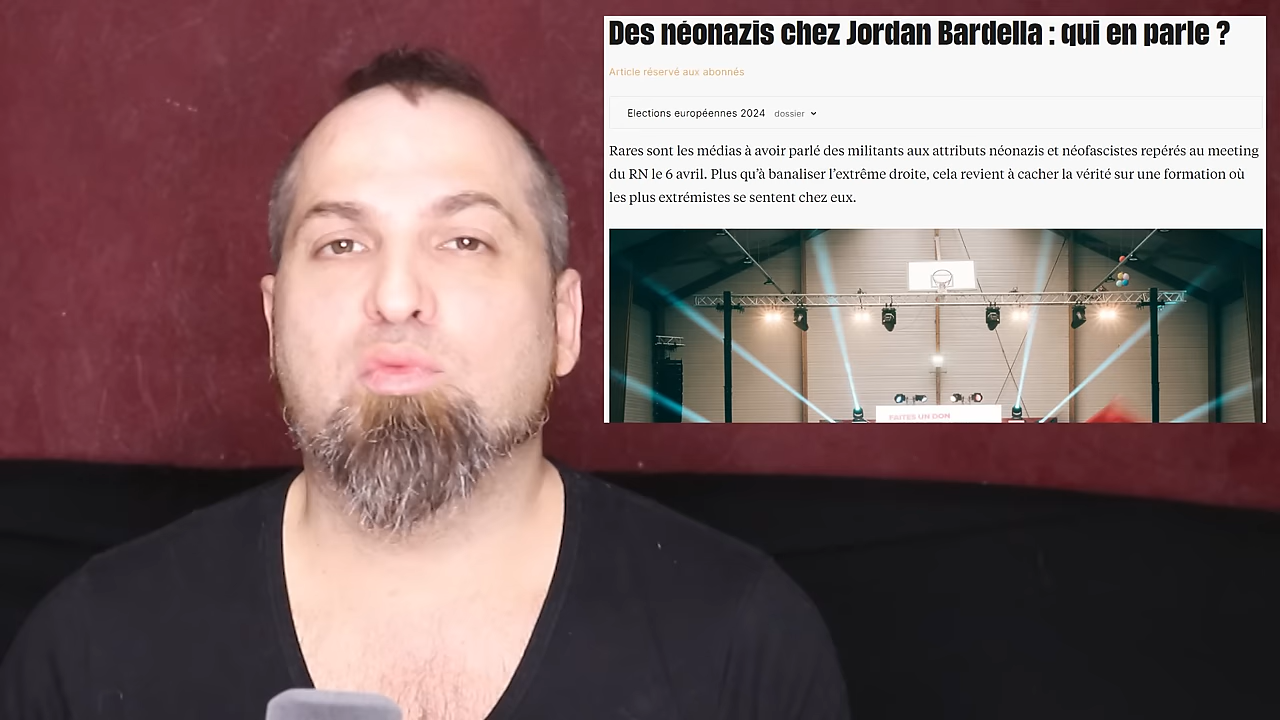 Des néonazis chez Jordan Bardella : qui en parle ?
Article réservé aux abonnés
Elections européennes 2024 dossier
Rares sont les médias à avoir parlé des militants aux attributs néonazis et néofascistes repérés au meeting
du RN le 6 avril. Plus qu’à banaliser l’extrême droite, cela revient à cacher la vérité sur une formation où
les plus extrémistes se sentent chez eux.
FAITES UN DON